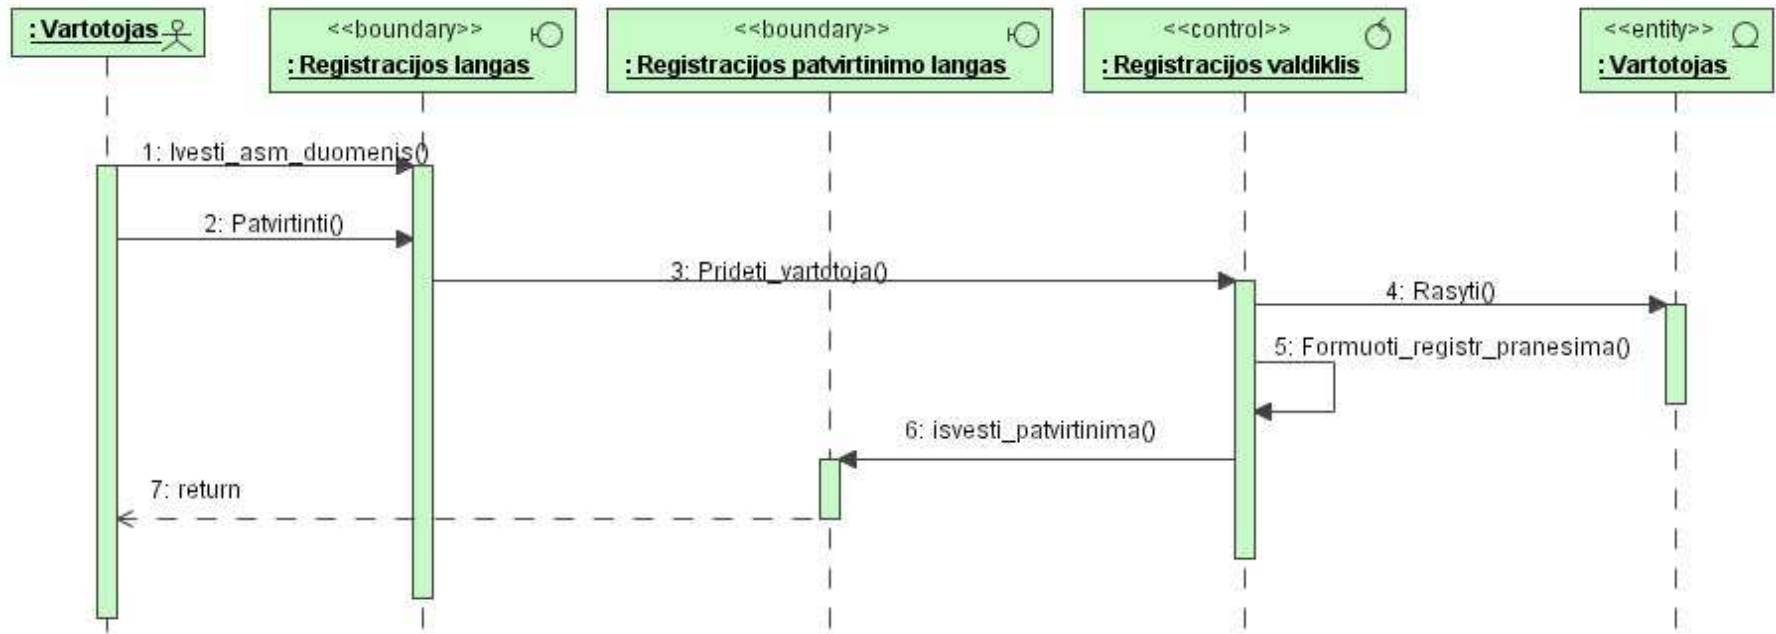 : Vartotojas
<<boundary>>
: Registracijos langas
<<boundary>>
: Registracijos patvirtinimo langas
<<control>>
: Registracijos valdiklis
<<entity>>
: Vartotojas
1: Ivesti_asm_duomenis()
2: Patvirtinti()
3: Prideti_vartotoja()
4: Rasyti()
5: Formuoti_registr_pranesima()
6: isvesti_patvirtinima()
7: return